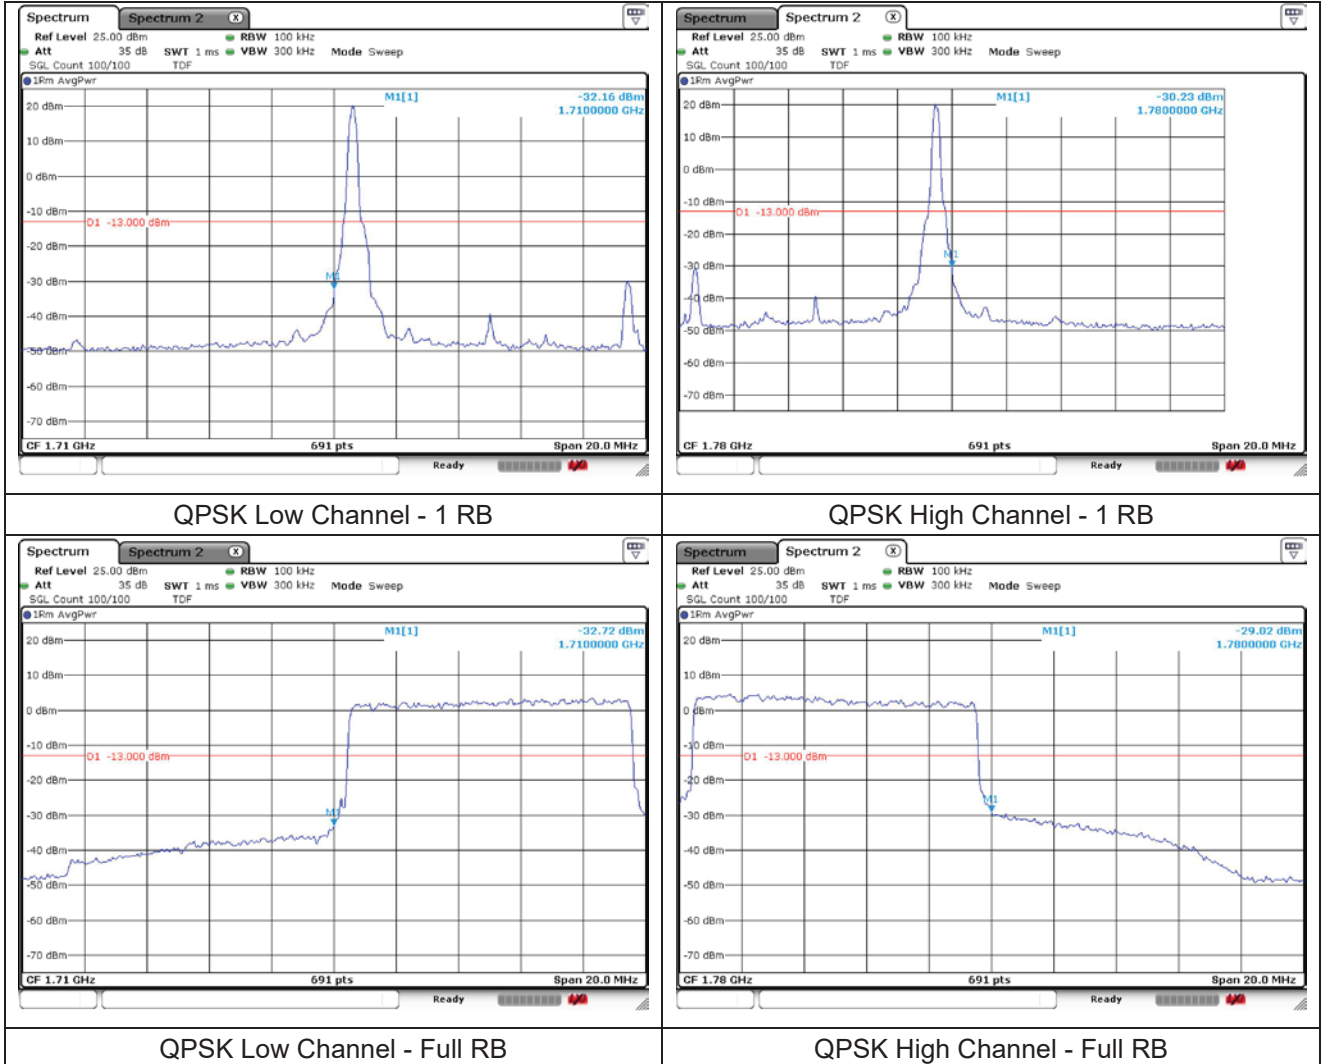 Spectrum Spectrum 2 X
Ref Level 25.00 dBm RBW 100 kHz
Att 35 dB SWT 1 ms VBW 300 kHz Mode Sweep
SGL Count 100/100 TDF
1Rm AvgPwr
M1[1] -32.16 dBm
1.7100000 GHz
20 dBm
10 dBm
0 dBm
-10 dBm
D1 -13.000 dBm
-20 dBm
M1
-30 dBm
-40 dBm
-50 dBm
-60 dBm
-70 dBm
CF 1.71 GHz 691 pts Span 20.0 MHz
Ready
QPSK Low Channel - 1 RB
Spectrum Spectrum 2 X
Ref Level 25.00 dBm RBW 100 kHz
Att 35 dB SWT 1 ms VBW 300 kHz Mode Sweep
SGL Count 100/100 TDF
1Rm AvgPwr
M1[1] -30.23 dBm
1.7800000 GHz
20 dBm
10 dBm
0 dBm
-10 dBm
D1 -13.000 dBm
-20 dBm
M1
-30 dBm
-40 dBm
-50 dBm
-60 dBm
-70 dBm
CF 1.78 GHz 691 pts Span 20.0 MHz
Ready
QPSK High Channel - 1 RB
Spectrum Spectrum 2 X
Ref Level 25.00 dBm RBW 100 kHz
Att 35 dB SWT 1 ms VBW 300 kHz Mode Sweep
SGL Count 100/100 TDF
1Rm AvgPwr
M1[1] -32.72 dBm
1.7100000 GHz
20 dBm
10 dBm
0 dBm
-10 dBm
D1 -13.000 dBm
-20 dBm
M1
-30 dBm
-40 dBm
-50 dBm
-60 dBm
-70 dBm
CF 1.71 GHz 691 pts Span 20.0 MHz
Ready
QPSK Low Channel - Full RB
Spectrum Spectrum 2 X
Ref Level 25.00 dBm RBW 100 kHz
Att 35 dB SWT 1 ms VBW 300 kHz Mode Sweep
SGL Count 100/100 TDF
1Rm AvgPwr
M1[1] -29.02 dBm
1.7800000 GHz
20 dBm
10 dBm
0 dBm
-10 dBm
D1 -13.000 dBm
-20 dBm
M1
-30 dBm
-40 dBm
-50 dBm
-60 dBm
-70 dBm
CF 1.78 GHz 691 pts Span 20.0 MHz
Ready
QPSK High Channel - Full RB